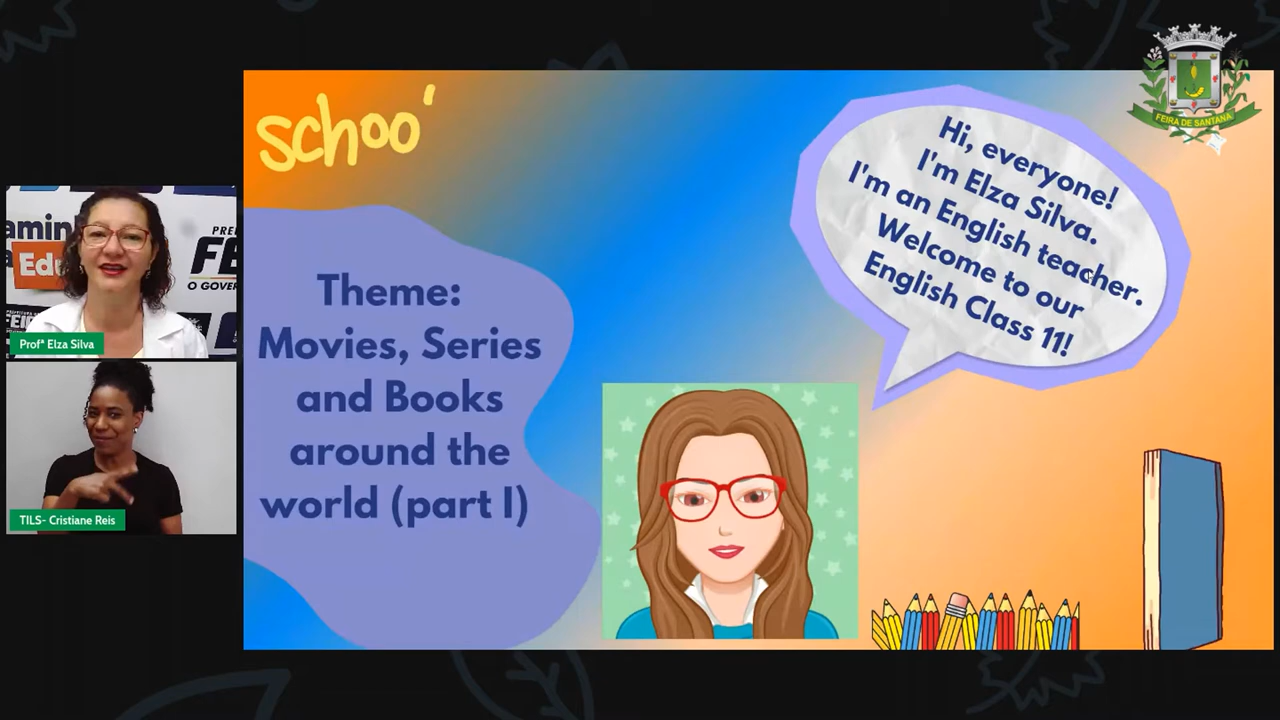 schoo'
Hi, everyone!
I'm Elza Silva.
I'm an English teacher.
Welcome to our
English Class 11!
FEIRA DE SANTANA
Theme:
Movies, Series
and Books
around the
world (part I)
O GOVER
Profª Elza Silva
TILS- Cristiane Reis